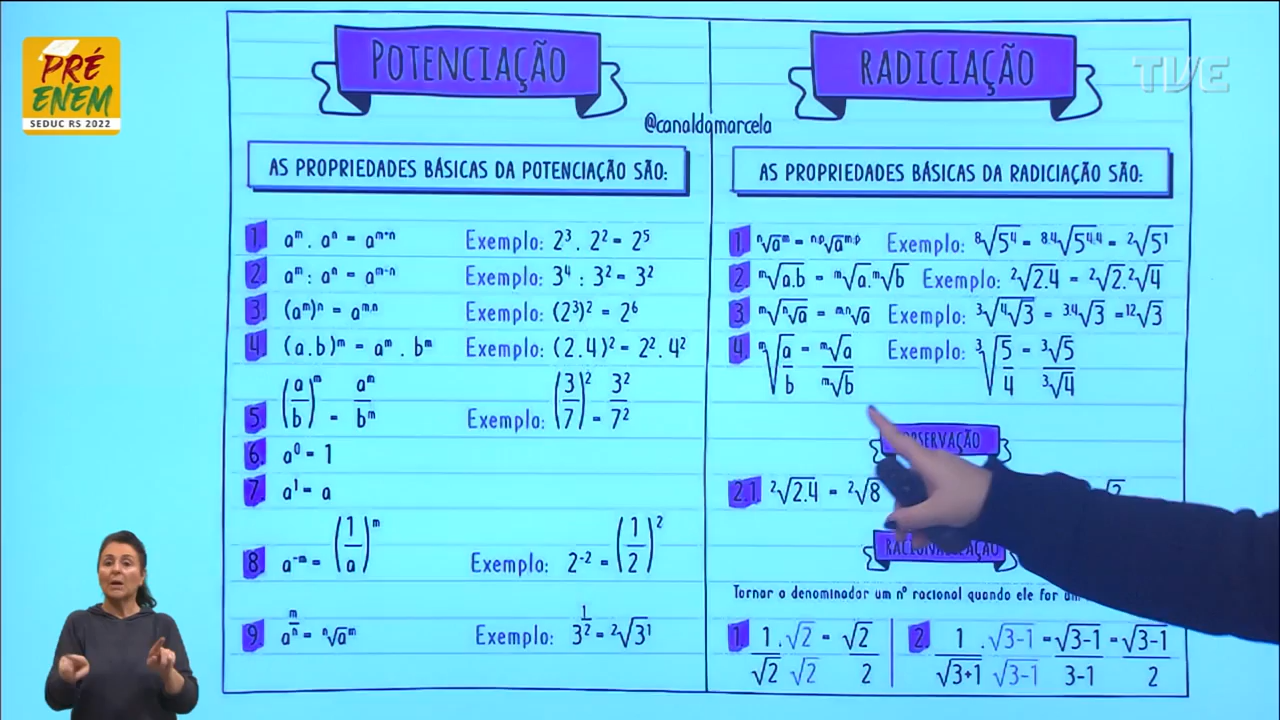 PRÉ
ENEM
SEDUC RS 2022
TVE
POTENCIAÇÃO
@canaldamarcela
AS PROPRIEDADES BÁSICAS DA POTENCIAÇÃO SÃO:
1. aᵐ . aⁿ = aᵐ⁺ⁿ Exemplo: 2³ . 2² = 2⁵
2. aᵐ : aⁿ = aᵐ⁻ⁿ Exemplo: 3⁴ : 3² = 3²
3. (aᵐ)ⁿ = aᵐ·ⁿ Exemplo: (2³)² = 2⁶
4. (a.b)ᵐ = aᵐ . bᵐ Exemplo: (2.4)² = 2². 4²
5. (a/b)ᵐ = aᵐ/bᵐ Exemplo: (3/7)² = 3²/7²
6. a⁰ = 1
7. a¹ = a
8. a⁻ᵐ = (1/a)ᵐ Exemplo: 2⁻² = (1/2)²
9. a^(m/n) = ⁿ√aᵐ Exemplo: 3^(1/2) = ²√3¹
RADICIAÇÃO
AS PROPRIEDADES BÁSICAS DA RADICIAÇÃO SÃO:
1. ⁿ√aᵐ = ⁿ·ᵖ√aᵐ·ᵖ Exemplo: ⁸√5⁴ = ⁸·⁴√5⁴·⁴ = ²√5¹
2. ᵐ√a.b = ᵐ√a.ᵐ√b Exemplo: ²√2.4 = ²√2.²√4
3. ᵐ√ⁿ√a = ᵐ·ⁿ√a Exemplo: ³√⁴√3 = ³·⁴√3 = ¹²√3
4. ᵐ√(a/b) = ᵐ√a/ᵐ√b Exemplo: ³√(5/4) = ³√5/³√4
OBSERVAÇÃO
2.1. ²√2.4 = ²√8 √2
RACIONALIZAÇÃO
Tornar o denominador um nº racional quando ele for um
1. 1/√2 . √2/√2 = √2/2
2. 1/√3+1 . √3-1/√3-1 = √3-1/3-1 = √3-1/2